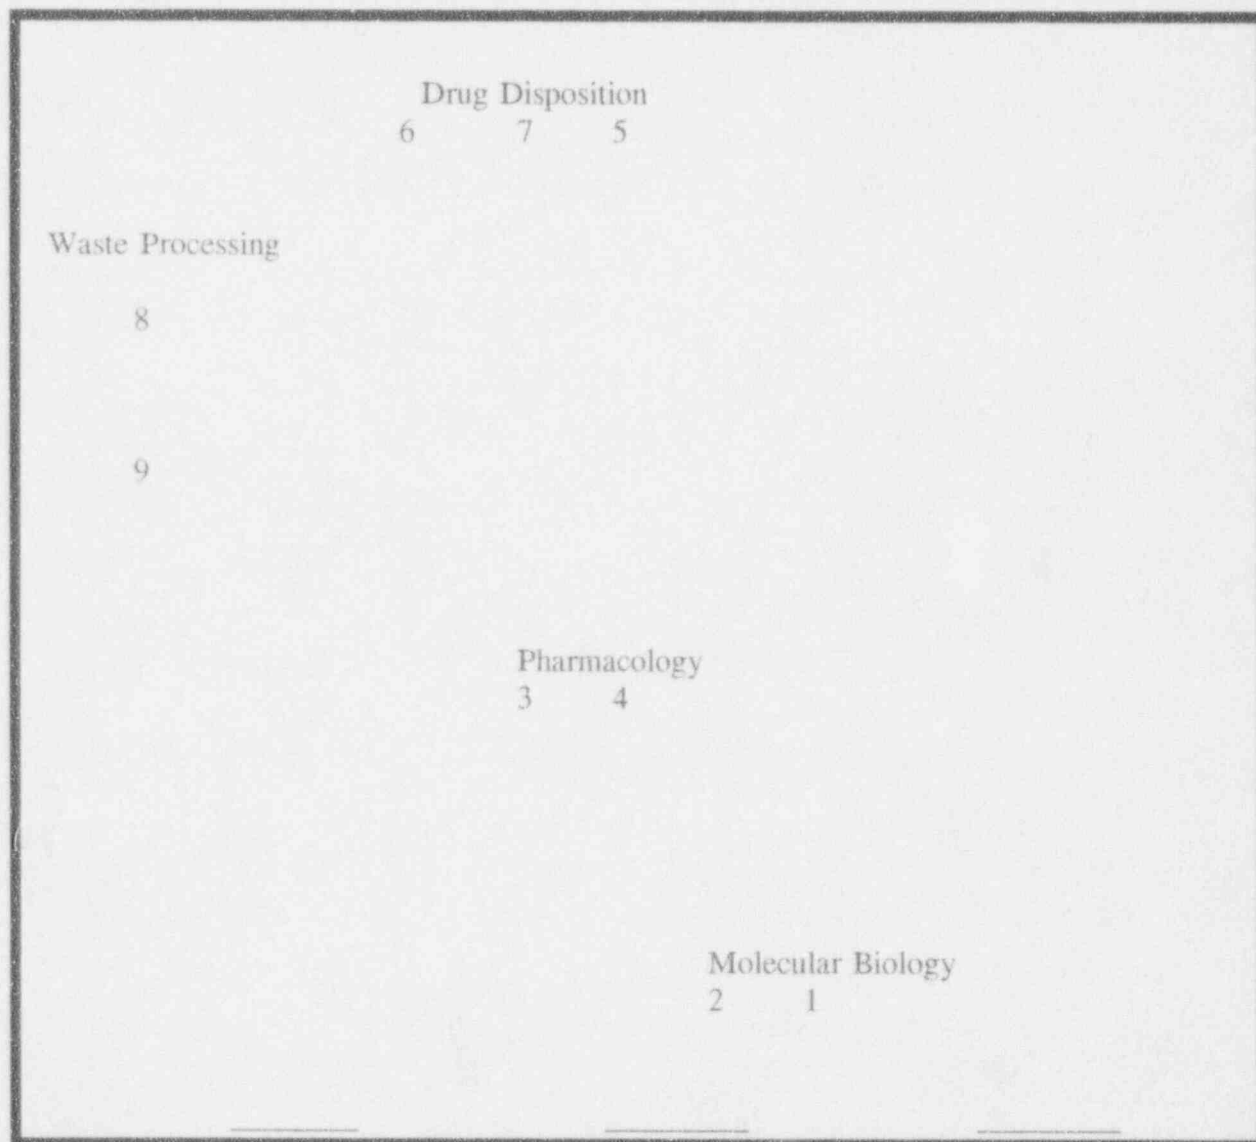 Drug Disposition
6 7 5
Waste Processing
8
9
Pharmacology
3 4
Molecular Biology
2 1